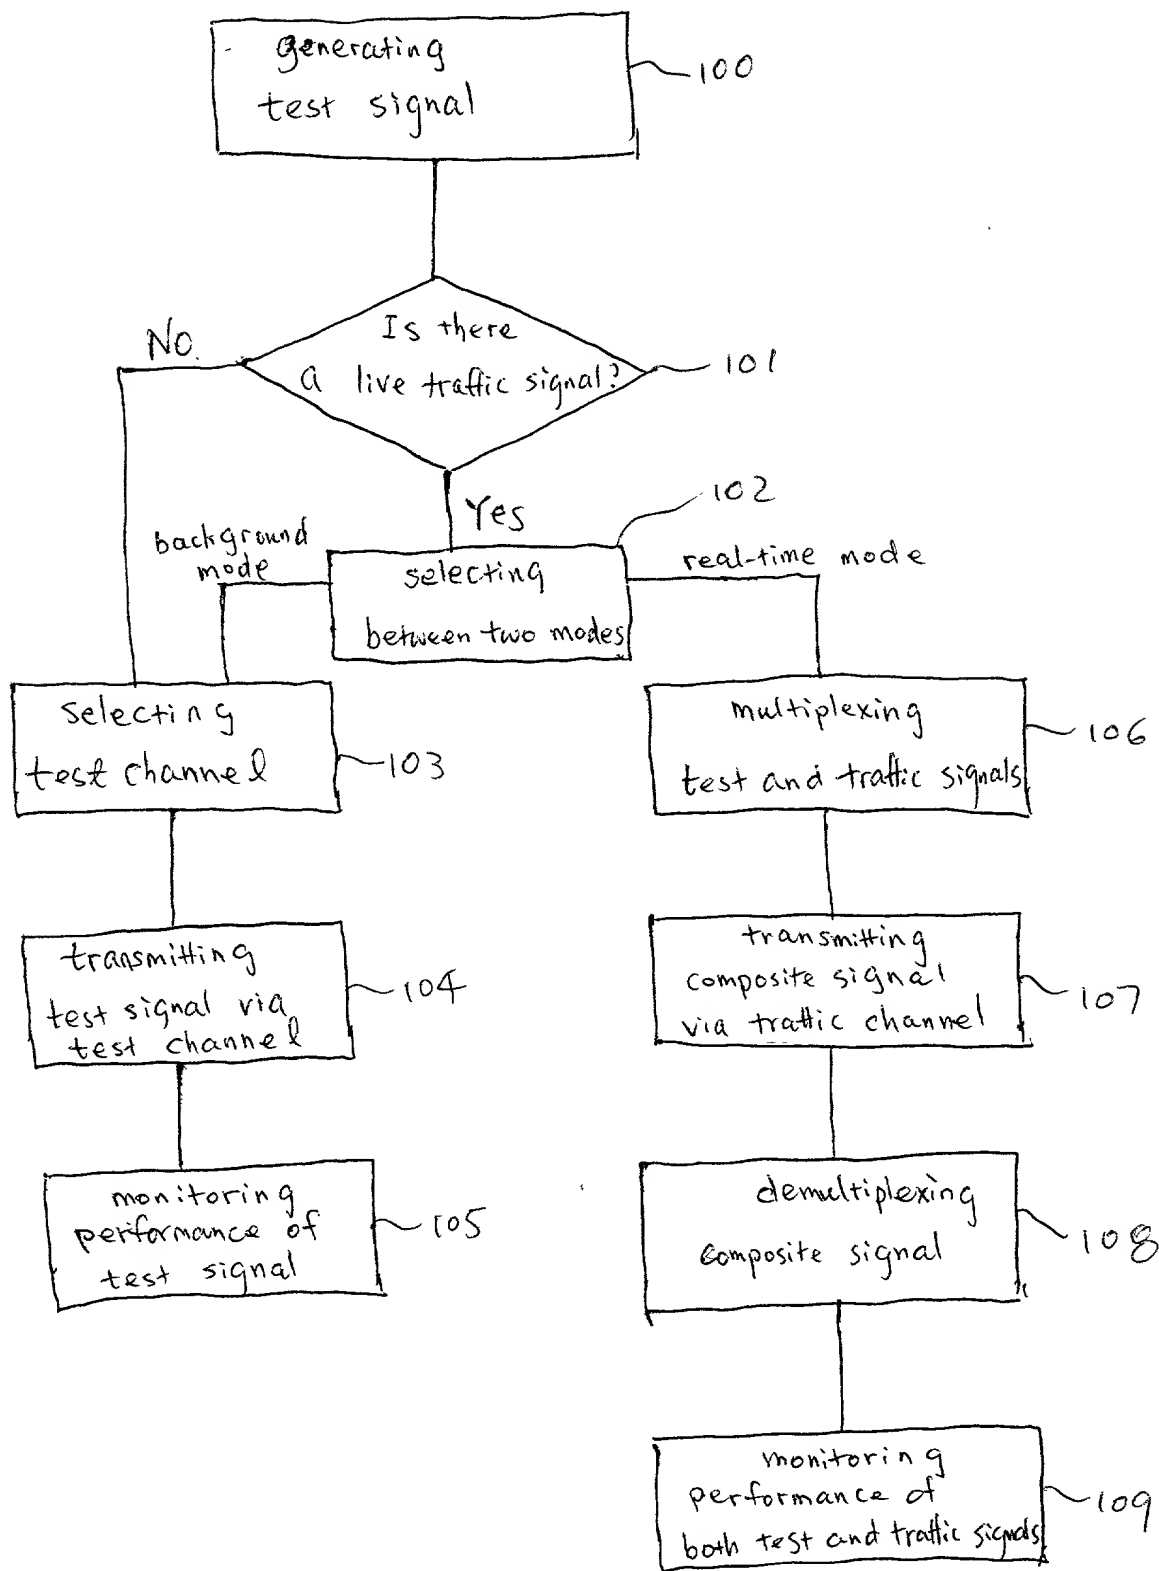 generating
test signal
100
Is there
a live traffic signal?
101
No.
Yes
102
background
mode
selecting
between two modes
real-time mode
selecting
test channel
103
multiplexing
test and traffic signals
106
transmitting
test signal via
test channel
104
transmitting
composite signal
via traffic channel
107
monitoring
performance of
test signal
105
demultiplexing
composite signal
108
monitoring
performance of
both test and traffic signals
109